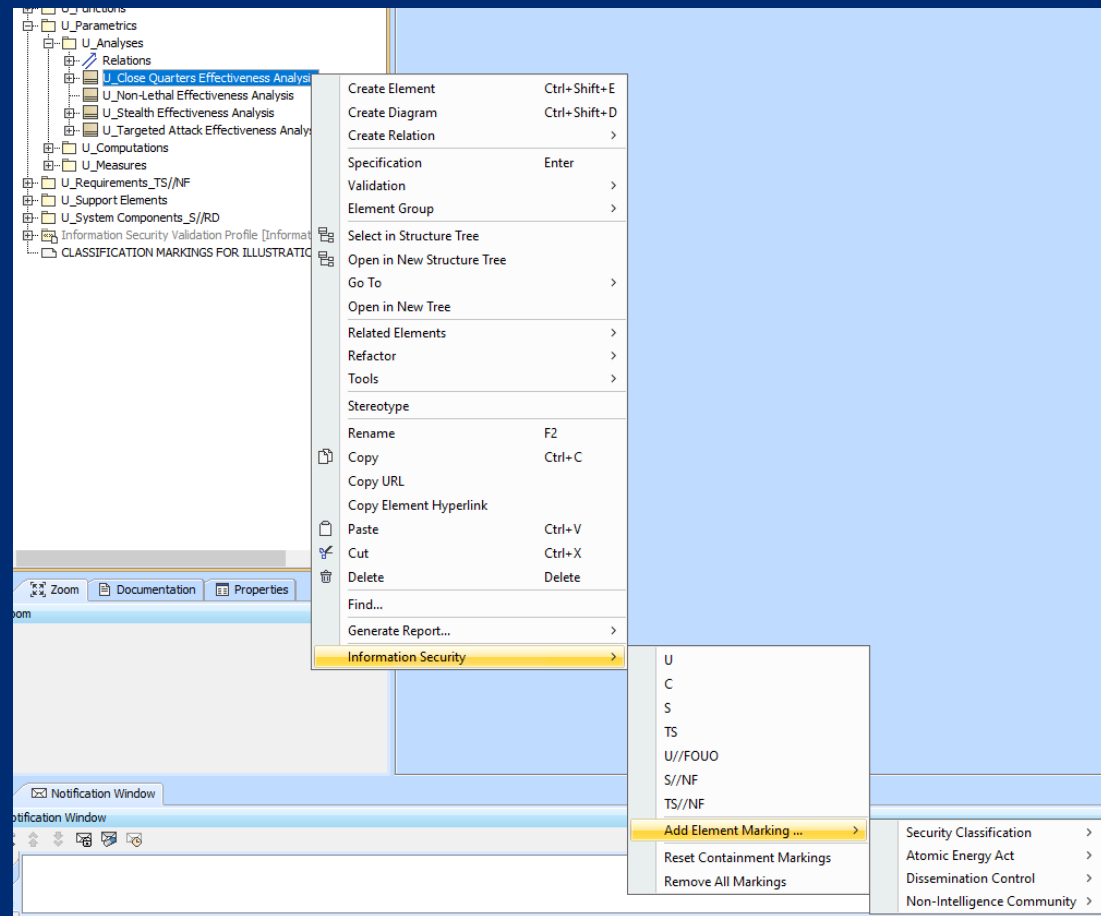 U_Functions
U_Parametrics
U_Analyses
Relations
U_Close Quarters Effectiveness Analysis
U_Non-Lethal Effectiveness Analysis
U_Stealth Effectiveness Analysis
U_Targeted Attack Effectiveness Analys
U_Computations
U_Measures
U_Requirements_TS//NF
U_Support Elements
U_System Components_S//RD
Information Security Validation Profile [Informat
CLASSIFICATION MARKINGS FOR ILLUSTRATIO
Create Element Ctrl+Shift+E
Create Diagram Ctrl+Shift+D
Create Relation >
Specification Enter
Validation >
Element Group >
Select in Structure Tree
Open in New Structure Tree
Go To >
Open in New Tree
Related Elements >
Refactor >
Tools >
Stereotype
Rename F2
Copy Ctrl+C
Copy URL
Copy Element Hyperlink
Paste Ctrl+V
Cut Ctrl+X
Delete Delete
Find...
Generate Report... >
Information Security >
U
C
S
TS
U//FOUO
S//NF
TS//NF
Add Element Marking ... >
Reset Containment Markings
Remove All Markings
Security Classification >
Atomic Energy Act >
Dissemination Control >
Non-Intelligence Community >
Zoom Documentation Properties
oom
Notification Window
otification Window